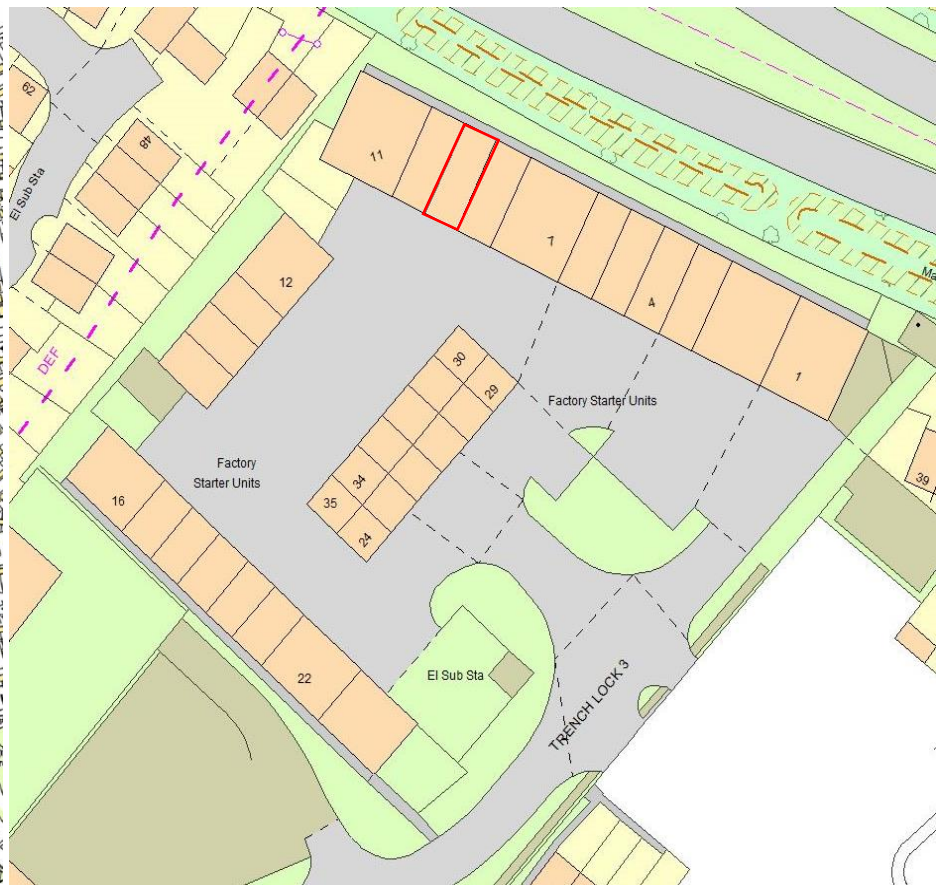 62
48
El Sub Sta
DEF
11
12
7
4
1
Ma
30
29
Factory Starter Units
39
Factory
Starter Units
34
35
24
16
22
El Sub Sta
TRENCH LOCK 3